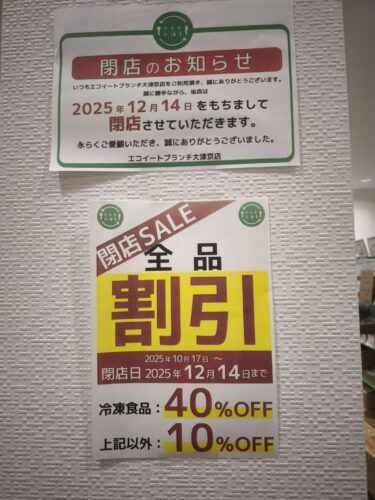 閉店のお知らせ
いつもエコイートブランチ大津京店をご利用頂き、誠にありがとうございます。
誠に勝手ながら、当店は
2025年12月14日をもちまして
閉店させていただきます。
永らくご愛顧いただき、誠にありがとうございました。
エコイートブランチ大津京店
閉店SALE
全品
割引
2025年10月17日 ～
閉店日 2025年12月14日まで
冷凍食品：40%OFF
上記以外：10%OFF